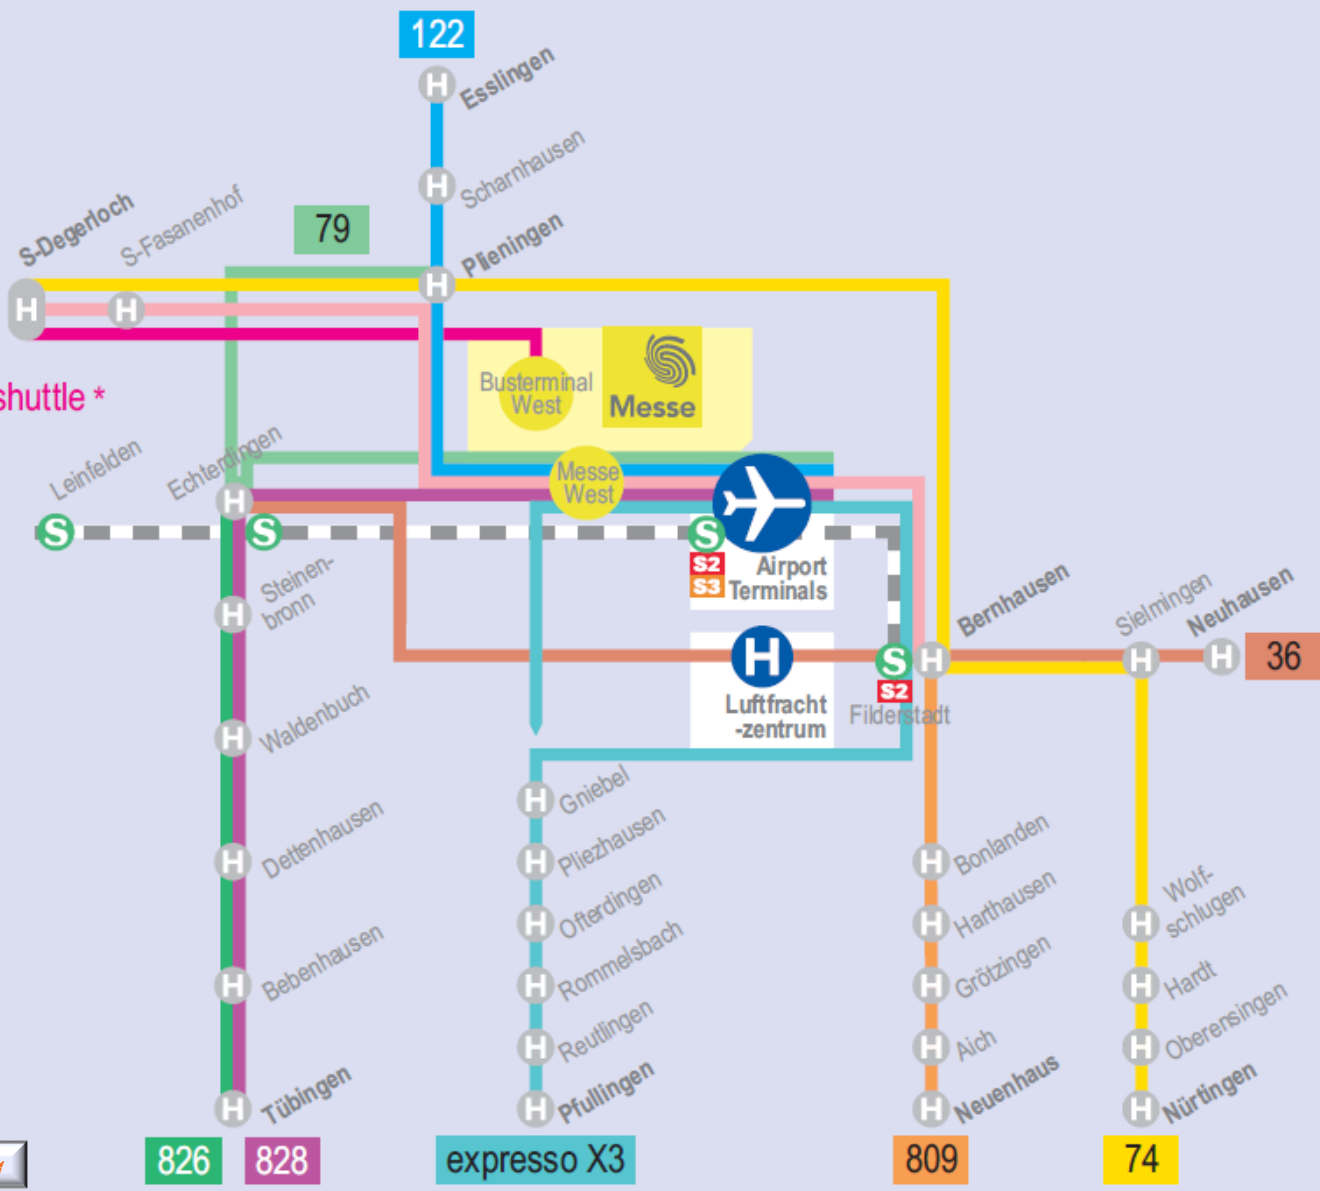 122
H
Esslingen
H
Scharnhausen
79
S-Degerloch
S-Fasanenhof
Plieningen
H
H
H
shuttle *
Busterminal
West
Messe
Leinfelden
Echterdingen
Messe
West
H
S
S
S
S2
S3
Airport
Terminals
Steinen-
bronn
H
Bernhausen
Sielmingen
Neuhausen
H
S
H
H
H
36
S2
Luftfracht
-zentrum
Filderstadt
Waldenbuch
H
Gniebel
H
Dettenhausen
H
Pliezhausen
H
Bonlanden
H
Ofterdingen
H
Harthausen
H
Wolf-
schlugen
H
Bebenhausen
H
Rommelsbach
H
Grötzingen
H
Hardt
H
Reutlingen
H
Aich
H
Oberensingen
H
Tübingen
H
Pfullingen
H
Neuenhaus
H
Nürtingen
H
826
828
expresso X3
809
74